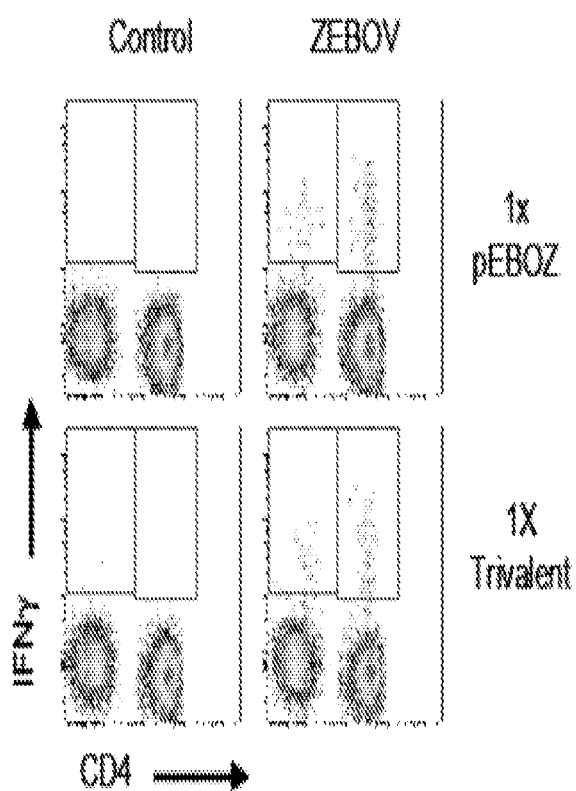 Control ZEBOV
1x
pEBOZ
1X
Trivalent
IFNγ
CD4